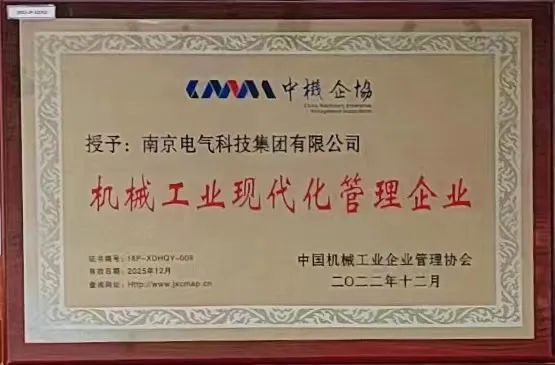 中機企協
China Machinery Enterprise
Management Association
授予：南京电气科技集团有限公司
机械工业现代化管理企业
证书编号：18P-XDHQY-008
有效日期：2025年12月
查询网址：Http://www.jxcmap.cn
中国机械工业企业管理协会
二〇二二年十二月